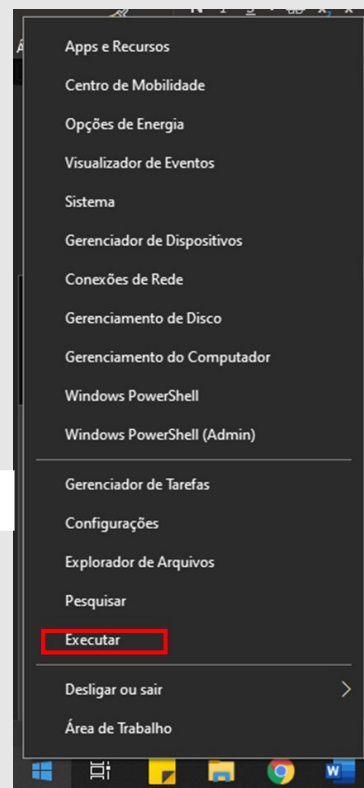 Apps e Recursos
Centro de Mobilidade
Opções de Energia
Visualizador de Eventos
Sistema
Gerenciador de Dispositivos
Conexões de Rede
Gerenciamento de Disco
Gerenciamento do Computador
Windows PowerShell
Windows PowerShell (Admin)
Gerenciador de Tarefas
Configurações
Explorador de Arquivos
Pesquisar
Executar
Desligar ou sair
Área de Trabalho
W